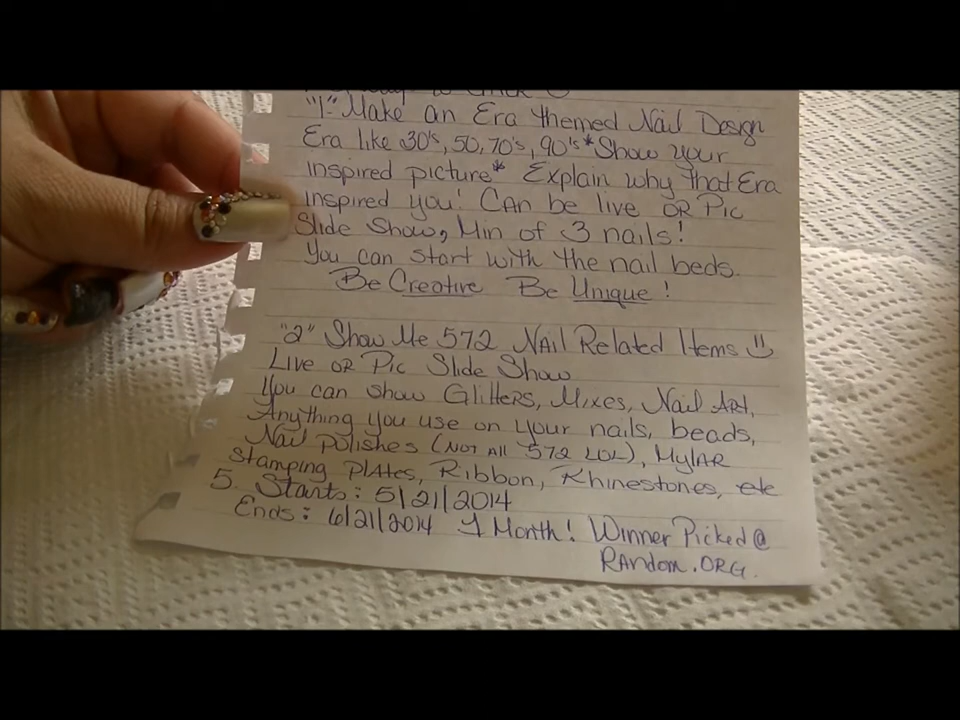 "1" Make an Era themed Nail Design
Era like 30's, 50, 70's, 90's *Show your
inspired picture* Explain why that Era
inspired you! CAN be live OR Pic
Slide Show, Min of 3 nails!
You can start with the nail beds.
Be Creative Be Unique!
"2" Show Me 572 NAil Related Items
Live OR Pic Slide Show
You can show Glitters, Mixes, Nail ART,
Anything you use on your nails, beads,
Nail polishes (NOT All 572 LOL), MylAR
Stamping PlAtes, Ribbon, Rhinestones, etc
5. Starts: 5/21/2014
Ends: 6/21/2014 1 Month! Winner Picked @
RAndom.ORG.